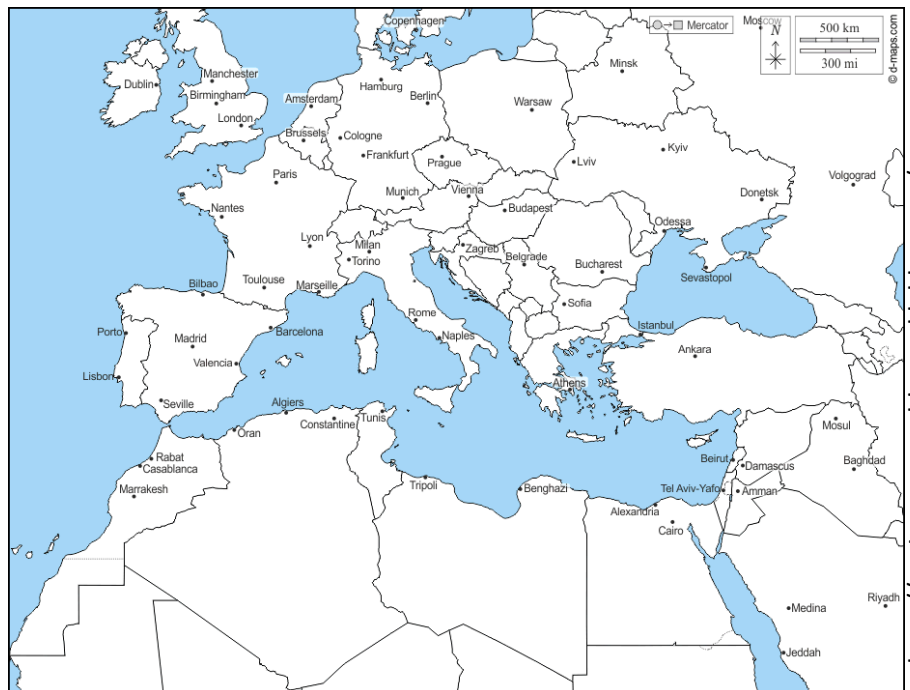 Copenhagen
Mercator
Moscow
N
500 km
300 mi
© d-maps.com
Manchester
Dublin
Birmingham
London
Hamburg
Berlin
Amsterdam
Minsk
Warsaw
Brussels
Cologne
Frankfurt
Prague
Lviv
Kyiv
Paris
Munich
Vienna
Volgograd
Donetsk
Nantes
Budapest
Odessa
Lyon
Milan
Torino
Zagreb
Belgrade
Bucharest
Sevastopol
Bilbao
Toulouse
Marseille
Sofia
Porto
Madrid
Barcelona
Rome
Naples
Istanbul
Ankara
Valencia
Lisbon
Seville
Athens
Algiers
Oran
Constantine
Tunis
Mosul
Rabat
Casablanca
Beirut
Damascus
Baghdad
Marrakesh
Tripoli
Benghazi
Tel Aviv-Yafo
Amman
Alexandria
Cairo
Medina
Riyadh
Jeddah